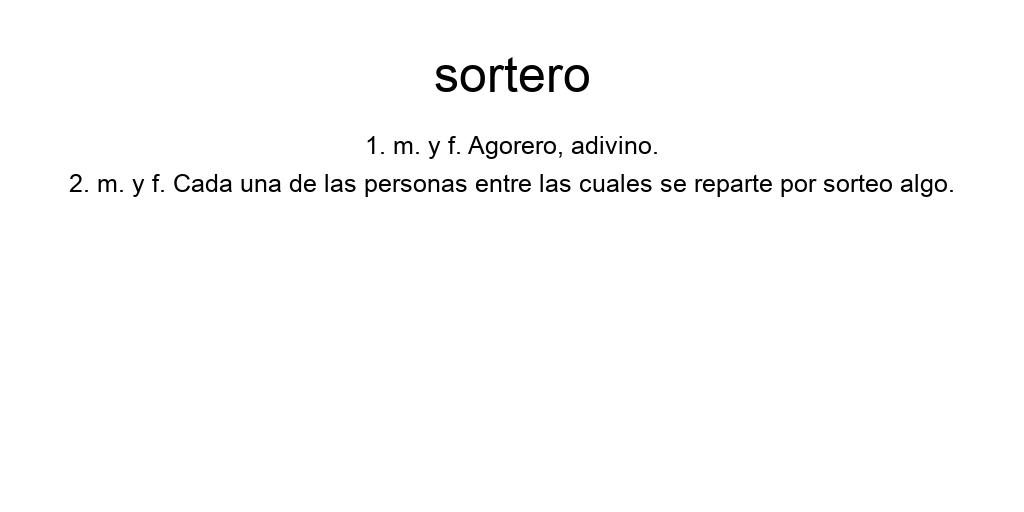 sortero
1. m. y f. Agorero, adivino.
2. m. y f. Cada una de las personas entre las cuales se reparte por sorteo algo.